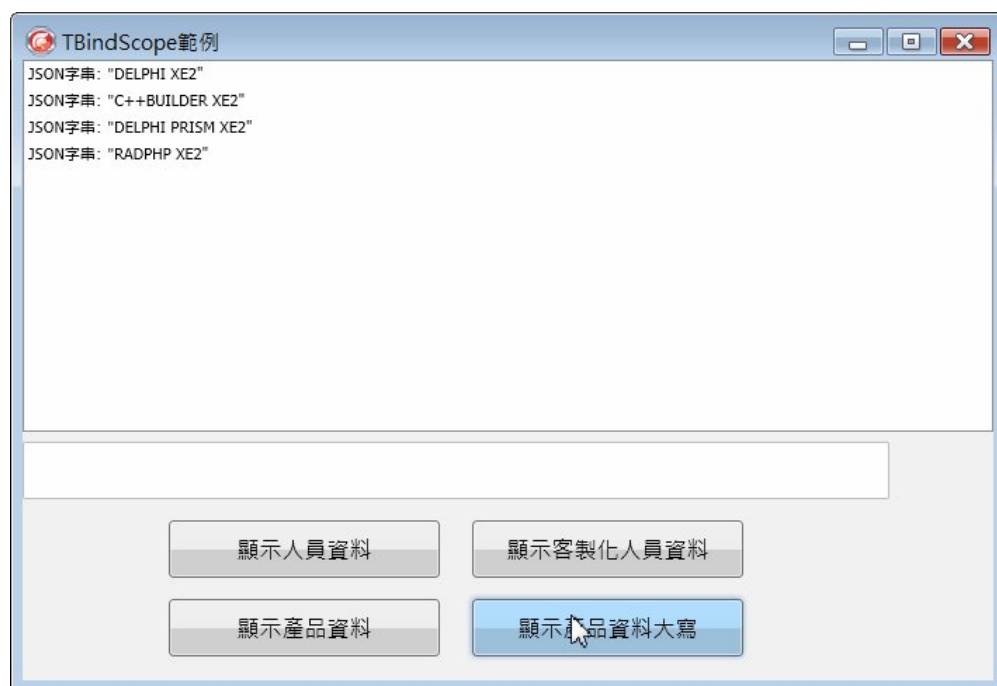 TBindScope範例
JSON字串: "DELPHI XE2"
JSON字串: "C++BUILDER XE2"
JSON字串: "DELPHI PRISM XE2"
JSON字串: "RADPHP XE2"
顯示人員資料
顯示客製化人員資料
顯示產品資料
顯示產品資料大寫